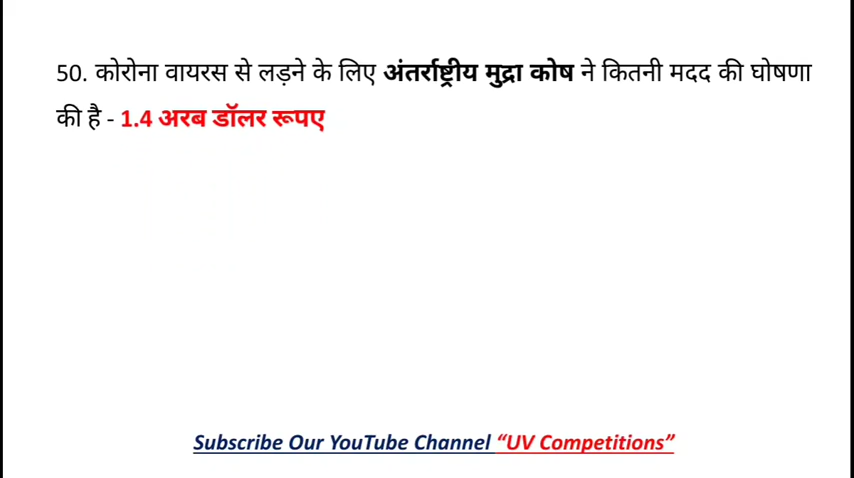 50. कोरोना वायरस से लड़ने के लिए अंतर्राष्ट्रीय मुद्रा कोष ने कितनी मदद की घोषणा
की है - 1.4 अरब डॉलर रूपए
Subscribe Our YouTube Channel “UV Competitions”